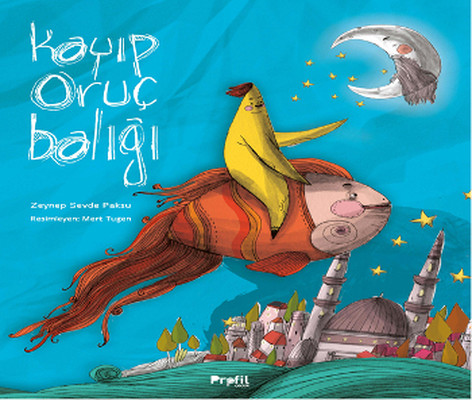 Kayıp
Oruç
balığı
Zeynep Sevde Paksu
Resimleyen: Mert Tugen
Profil